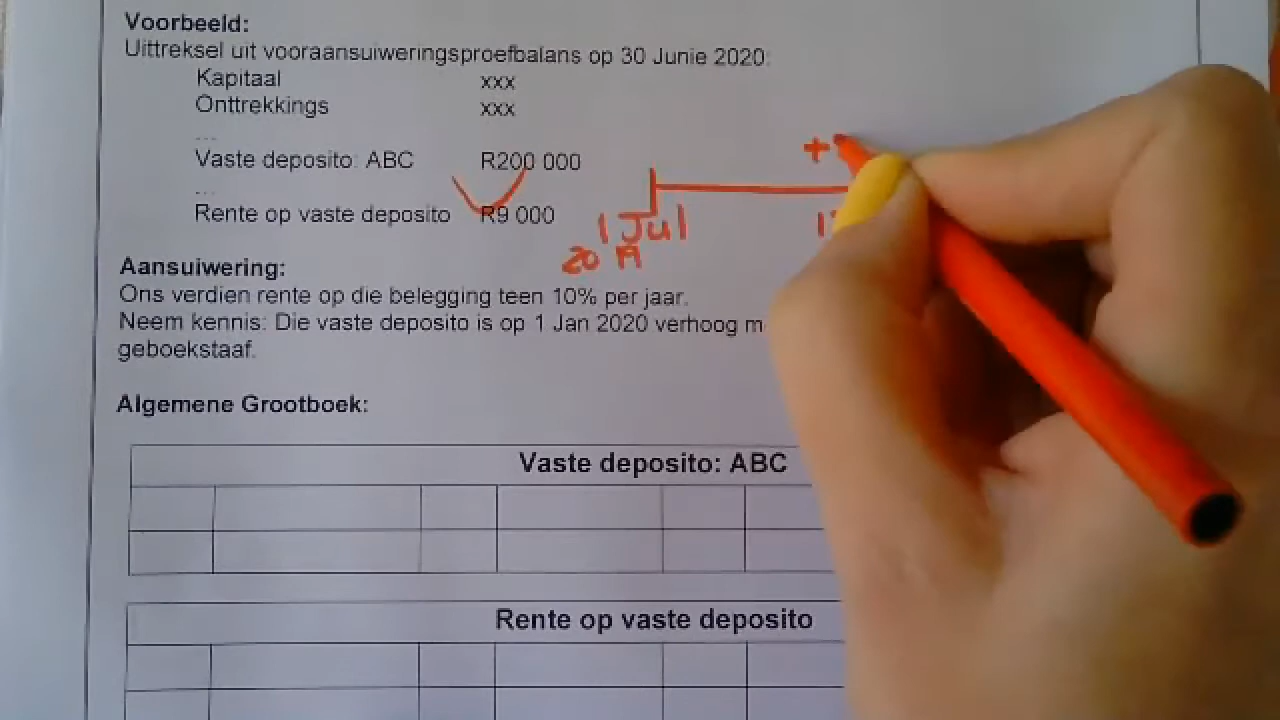 Voorbeeld:
Uittreksel uit vooraansuiweringsproefbalans op 30 Junie 2020:
Kapitaal xxx
Onttrekkings xxx
...
Vaste deposito: ABC R200 000
...
Rente op vaste deposito R9 000
+
1 Jul
20 19
Aansuiwering:
Ons verdien rente op die belegging teen 10% per jaar.
Neem kennis: Die vaste deposito is op 1 Jan 2020 verhoog
geboekstaaf.
Algemene Grootboek:
Vaste deposito: ABC
Rente op vaste deposito